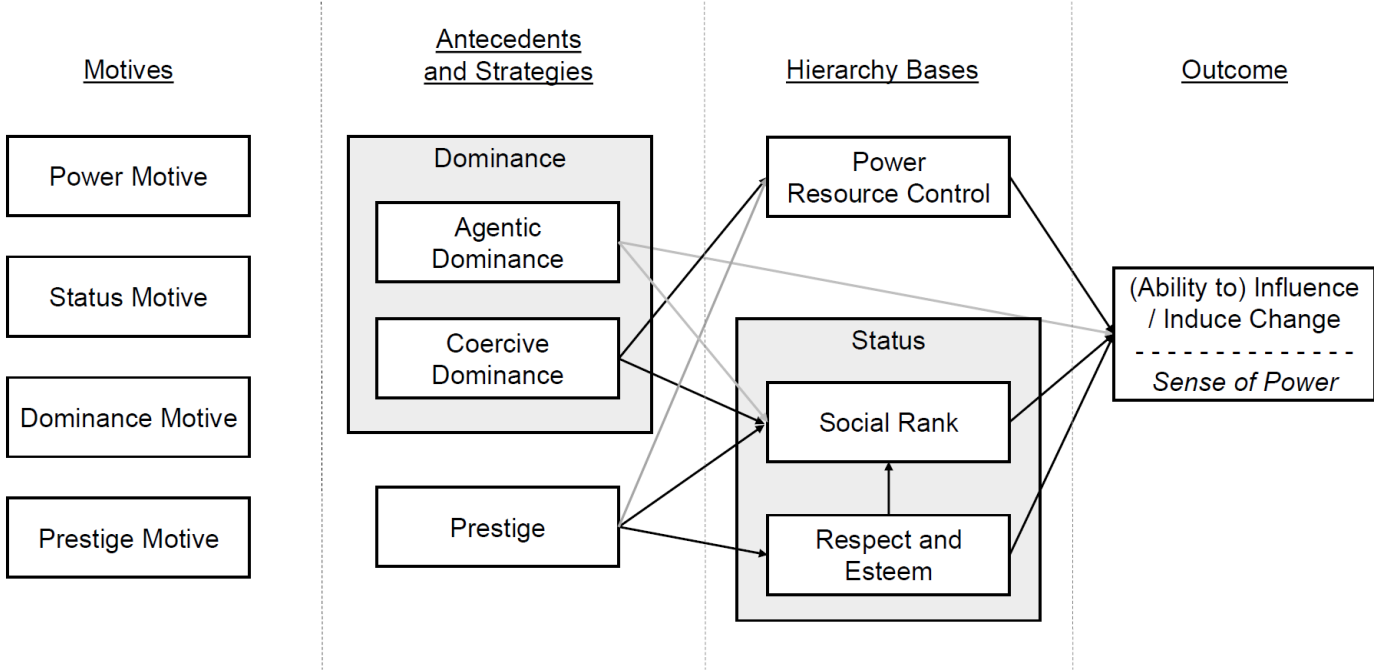 Motives
Antecedents
and Strategies
Hierarchy Bases
Outcome
Power Motive
Status Motive
Dominance Motive
Prestige Motive
Dominance
Agentic
Dominance
Coercive
Dominance
Prestige
Power
Resource Control
Status
Social Rank
Respect and
Esteem
(Ability to) Influence
/ Induce Change
- - - - - - - - - - - - - -
Sense of Power